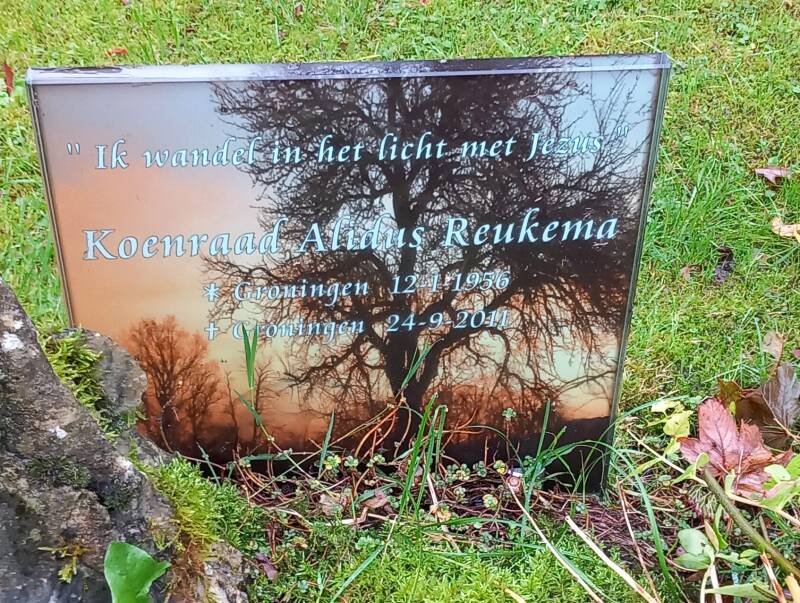 " Ik wandel in het licht met Jezus "
Koenraad Alidus Reukema
* Groningen 12-1-1956
† Groningen 24-9-2011